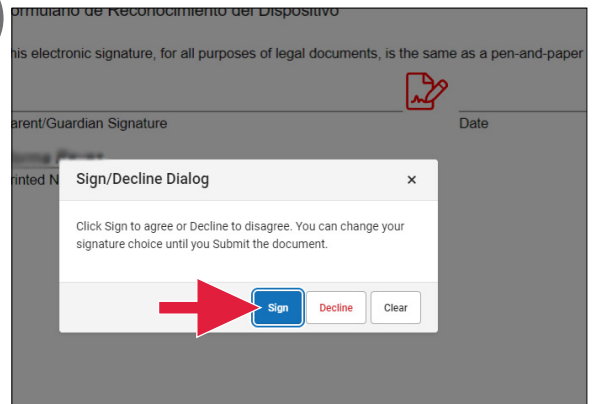 ormulario de Reconocimiento del Dispositivo
his electronic signature, for all purposes of legal documents, is the same as a pen-and-paper
arent/Guardian Signature Date
rinted N
Sign/Decline Dialog ×
Click Sign to agree or Decline to disagree. You can change your
signature choice until you Submit the document.
Sign Decline Clear